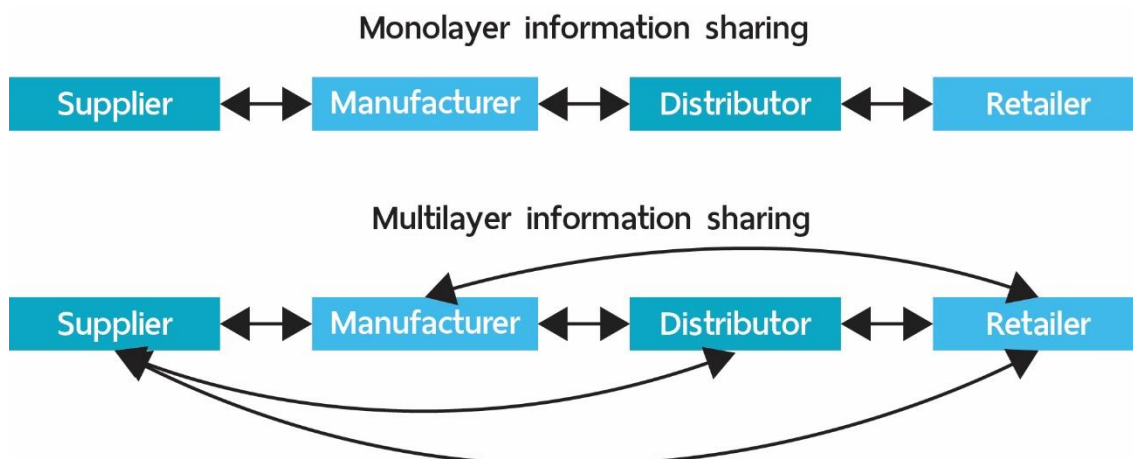 Monolayer information sharing
Supplier Manufacturer Distributor Retailer
Multilayer information sharing
Supplier Manufacturer Distributor Retailer